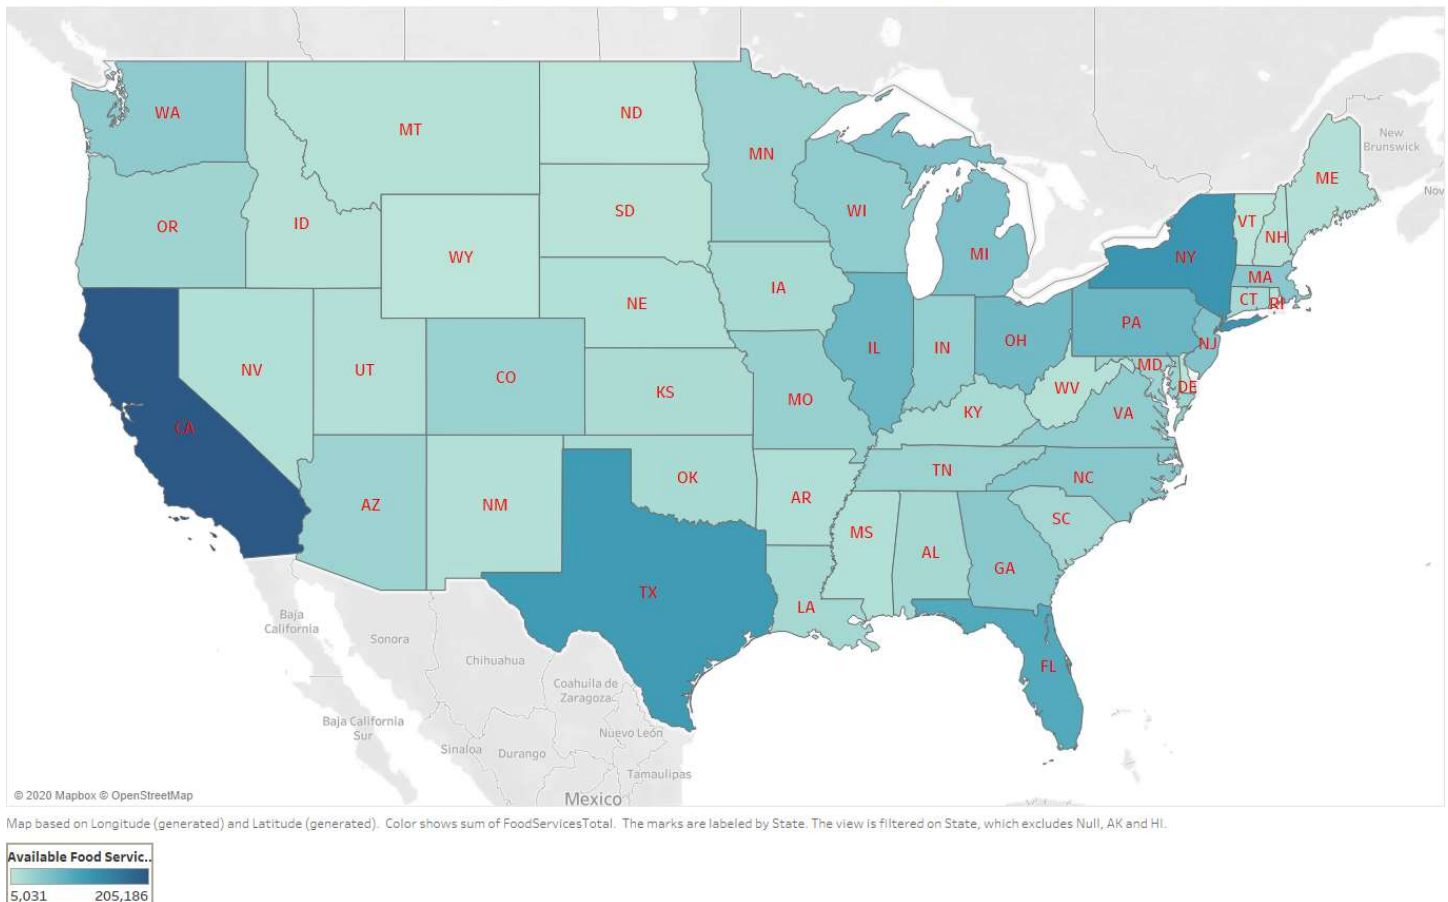 WA
MT
ND
MN
ME
New
Brunswick
OR
ID
SD
WI
VT
NH
Nov
WY
MI
NY
MA
IA
NE
CT
RI
PA
NV
UT
CO
IL
IN
OH
NJ
KS
MO
WV
MD
DE
CA
KY
VA
OK
TN
NC
AZ
NM
AR
SC
MS
AL
GA
TX
LA
Baja
California
Sonora
Chihuahua
FL
Coahuila de
Zaragoza
Baja California
Sur
Nuevo León
Sinaloa
Durango
Tamaulipas
© 2020 Mapbox © OpenStreetMap
Mexico
Map based on Longitude (generated) and Latitude (generated). Color shows sum of FoodServicesTotal. The marks are labeled by State. The view is filtered on State, which excludes Null, AK and HI.
Available Food Servic..
5,031 205,186